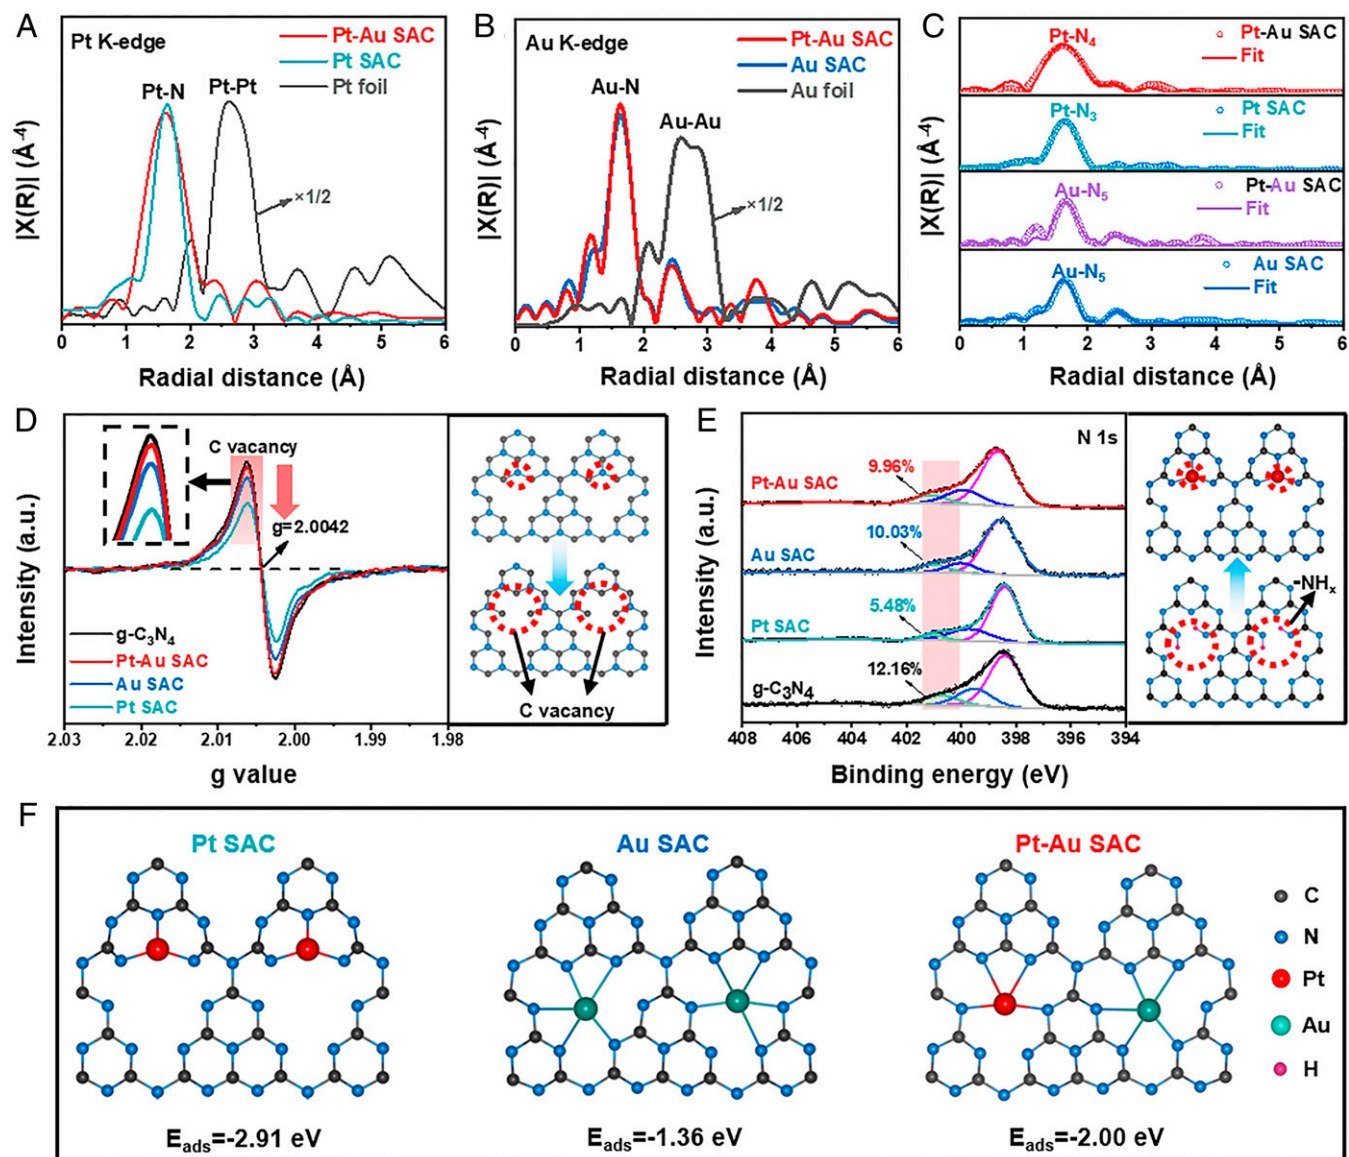 A
Pt K-edge
Pt-Au SAC
Pt SAC
Pt foil
Pt-N
Pt-Pt
×1/2
|X(R)| (Å⁻⁴)
0 1 2 3 4 5 6
Radial distance (Å)
B
Au K-edge
Pt-Au SAC
Au SAC
Au foil
Au-N
Au-Au
×1/2
|X(R)| (Å⁻⁴)
0 1 2 3 4 5 6
Radial distance (Å)
C
Pt-N₄
Pt-Au SAC
Fit
Pt-N₃
Pt SAC
Fit
Au-N₅
Pt-Au SAC
Fit
Au-N₅
Au SAC
Fit
|X(R)| (Å⁻⁴)
0 1 2 3 4 5 6
Radial distance (Å)
D
C vacancy
g=2.0042
g-C₃N₄
Pt-Au SAC
Au SAC
Pt SAC
Intensity (a.u.)
2.03 2.02 2.01 2.00 1.99 1.98
g value
C vacancy
E
N 1s
Pt-Au SAC
9.96%
Au SAC
10.03%
Pt SAC
5.48%
g-C₃N₄
12.16%
Intensity (a.u.)
408 406 404 402 400 398 396 394
Binding energy (eV)
-NHₓ
F
Pt SAC
Au SAC
Pt-Au SAC
C
N
Pt
Au
H
E_ads=-2.91 eV
E_ads=-1.36 eV
E_ads=-2.00 eV